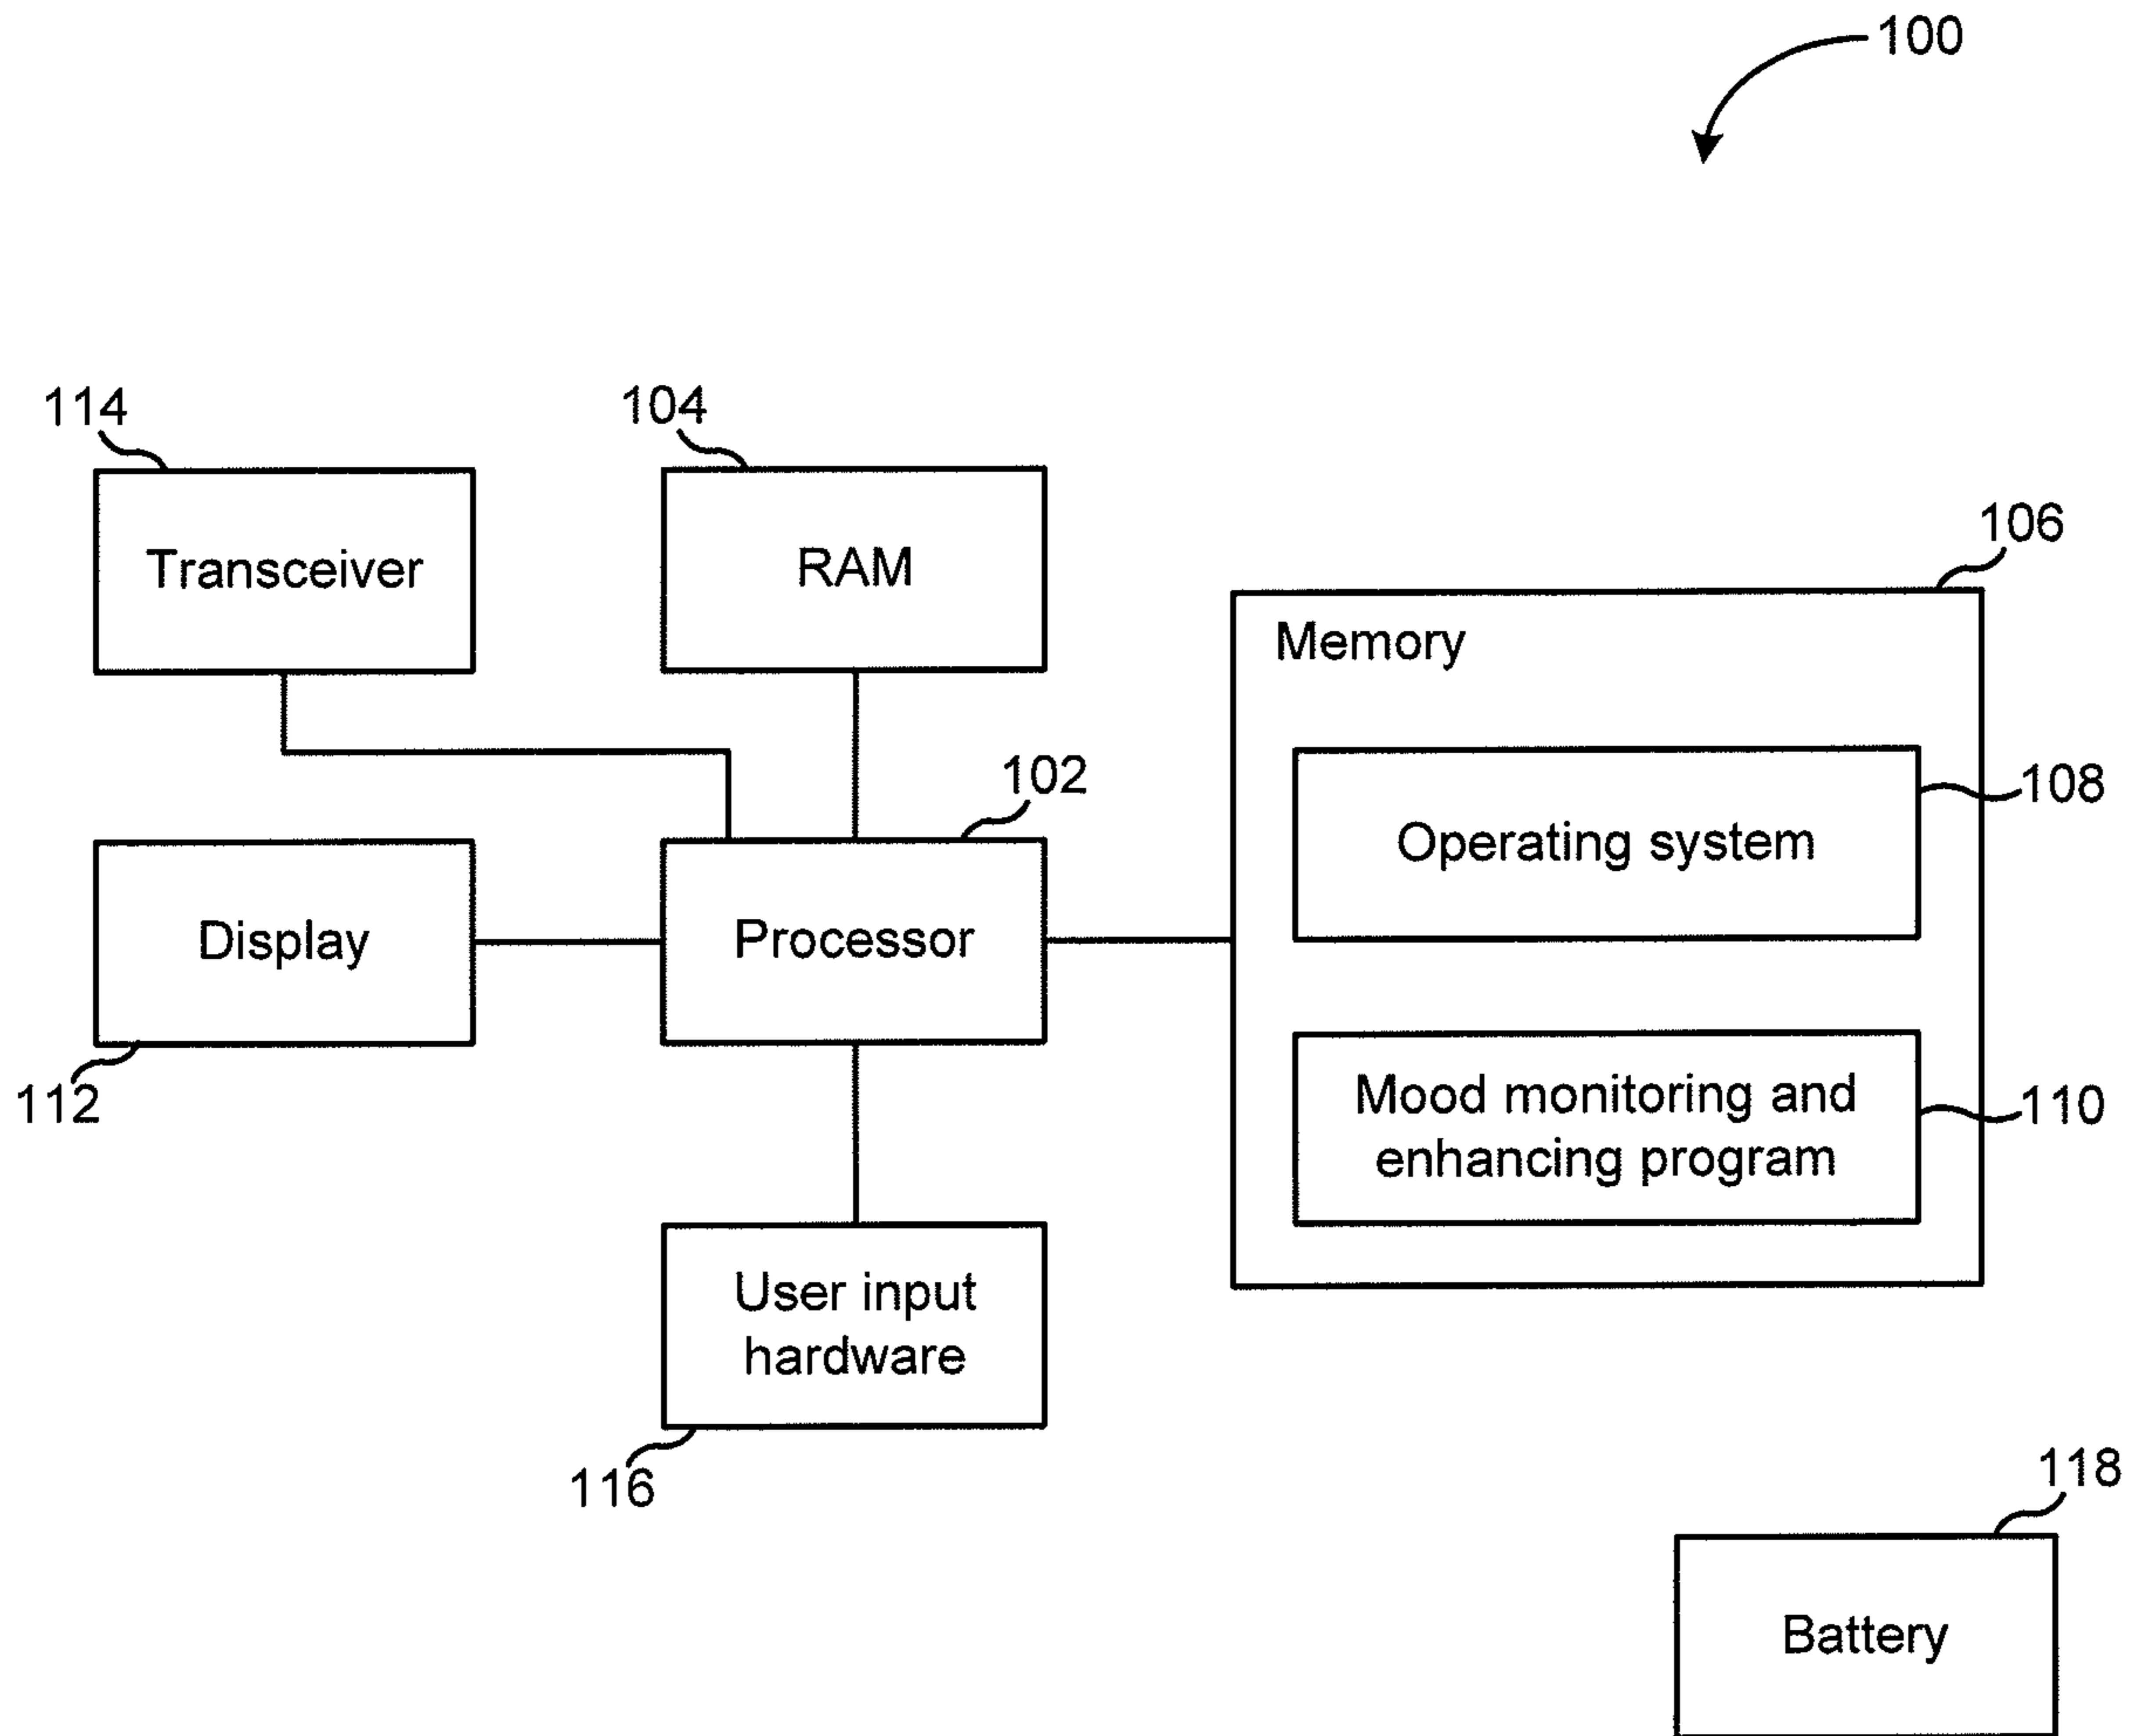 100
114
104
Transceiver
RAM
106
Memory
102
108
Operating system
Display
Processor
112
Mood monitoring and
enhancing program
110
User input
hardware
116
118
Battery